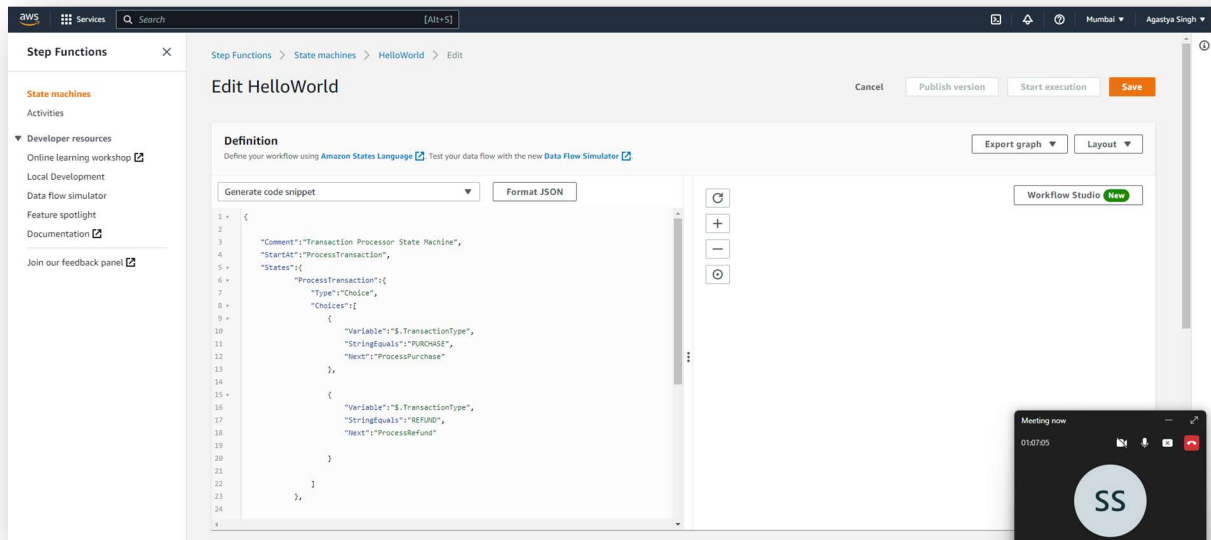 aws
Services
Search
[Alt+S]
Mumbai
Agastya Singh
Step Functions
State machines
Activities
Developer resources
Online learning workshop
Local Development
Data flow simulator
Feature spotlight
Documentation
Join our feedback panel
Step Functions > State machines > HelloWorld > Edit
Edit HelloWorld
Cancel
Publish version
Start execution
Save
Definition
Define your workflow using Amazon States Language. Test your data flow with the new Data Flow Simulator.
Export graph
Layout
Generate code snippet
Format JSON
Workflow Studio New
1 {
2
3 "Comment":"Transaction Processor State Machine",
4 "StartAt":"ProcessTransaction",
5 "States":{
6 "ProcessTransaction":{
7 "Type":"Choice",
8 "Choices":[
9 {
10 "Variable":"$.TransactionType",
11 "StringEquals":"PURCHASE",
12 "Next":"ProcessPurchase"
13 },
14
15 {
16 "Variable":"$.TransactionType",
17 "StringEquals":"REFUND",
18 "Next":"ProcessRefund"
19
20 }
21
22 ]
23 },
24
Meeting now
01:07:05
SS